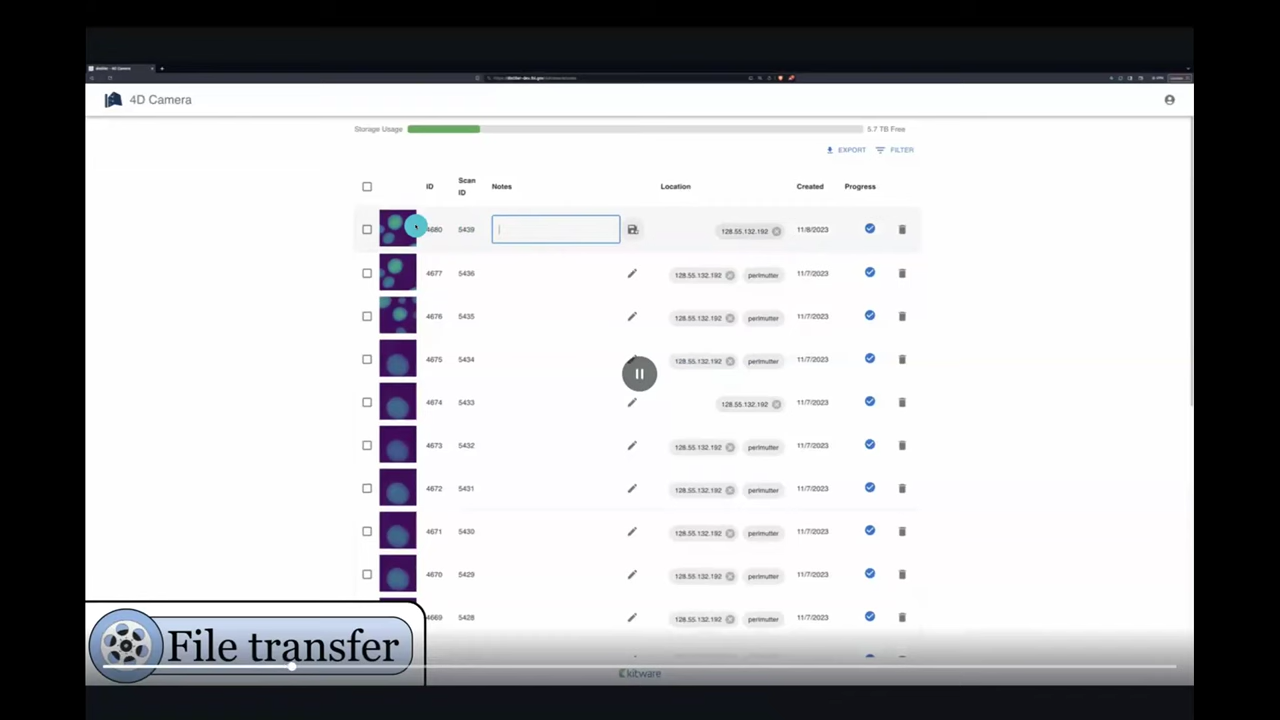 4D Camera
Storage Usage 5.7 TB Free
EXPORT FILTER
ID Scan ID Notes Location Created Progress
4680 5439 128.55.132.192 11/8/2023
4677 5436 128.55.132.192 perlmutter 11/7/2023
4676 5435 128.55.132.192 perlmutter 11/7/2023
4675 5434 128.55.132.192 perlmutter 11/7/2023
4674 5433 128.55.132.192 11/7/2023
4673 5432 128.55.132.192 perlmutter 11/7/2023
4672 5431 128.55.132.192 perlmutter 11/7/2023
4671 5430 128.55.132.192 perlmutter 11/7/2023
4670 5429 128.55.132.192 perlmutter 11/7/2023
4669 5428 128.55.132.192 perlmutter 11/7/2023
File transfer
kitware